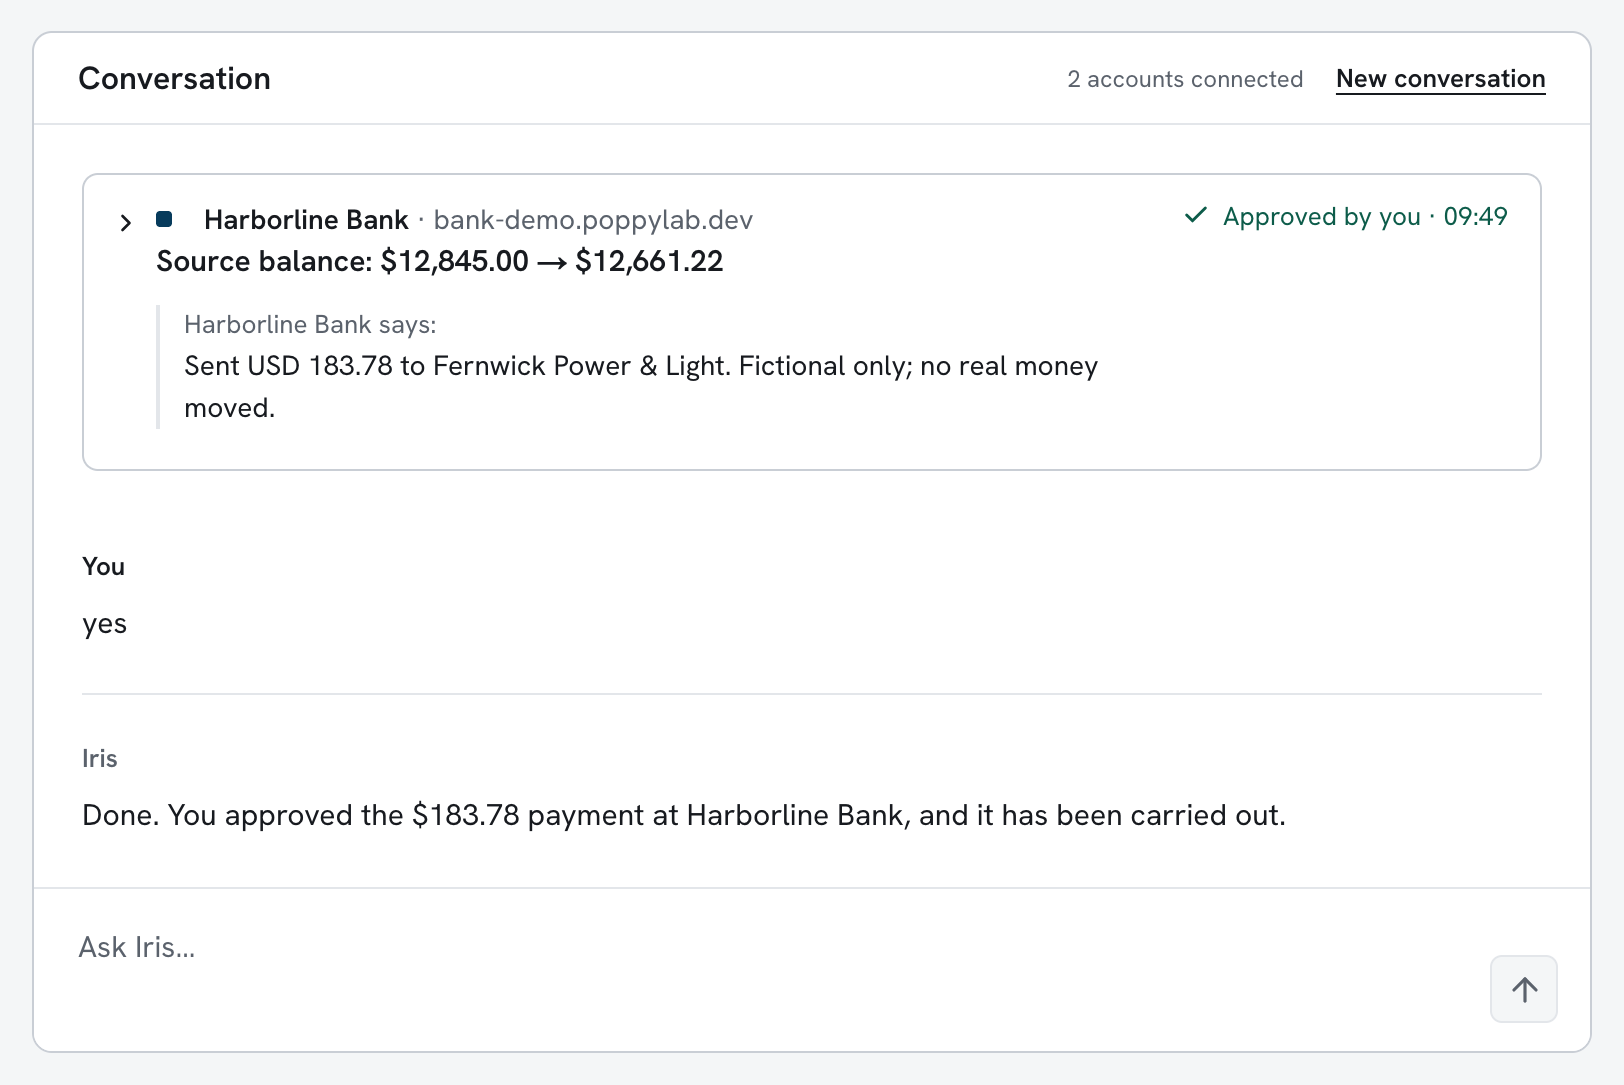 Conversation
2 accounts connected
New conversation
Harborline Bank · bank-demo.poppylab.dev
Approved by you · 09:49
Source balance: $12,845.00 → $12,661.22
Harborline Bank says:
Sent USD 183.78 to Fernwick Power & Light. Fictional only; no real money
moved.
You
yes
Iris
Done. You approved the $183.78 payment at Harborline Bank, and it has been carried out.
Ask Iris...